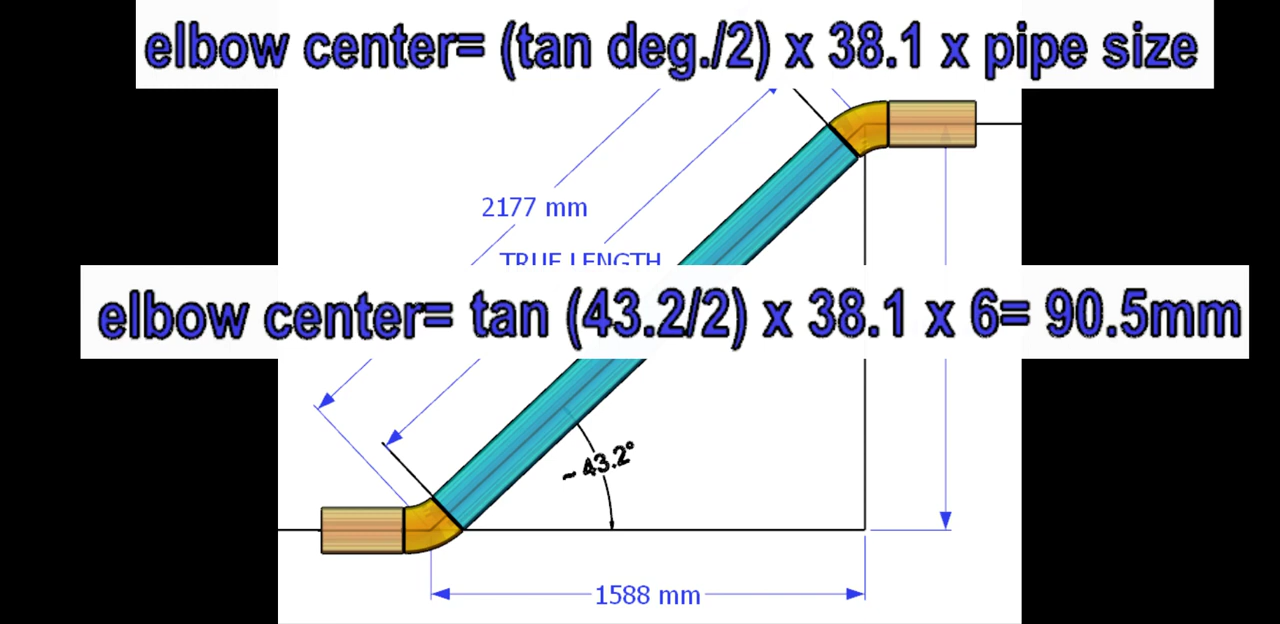 elbow center= (tan deg./2) x 38.1 x pipe size
2177 mm
TRUE LENGTH
elbow center= tan (43.2/2) x 38.1 x 6= 90.5mm
~ 43.2°
1588 mm